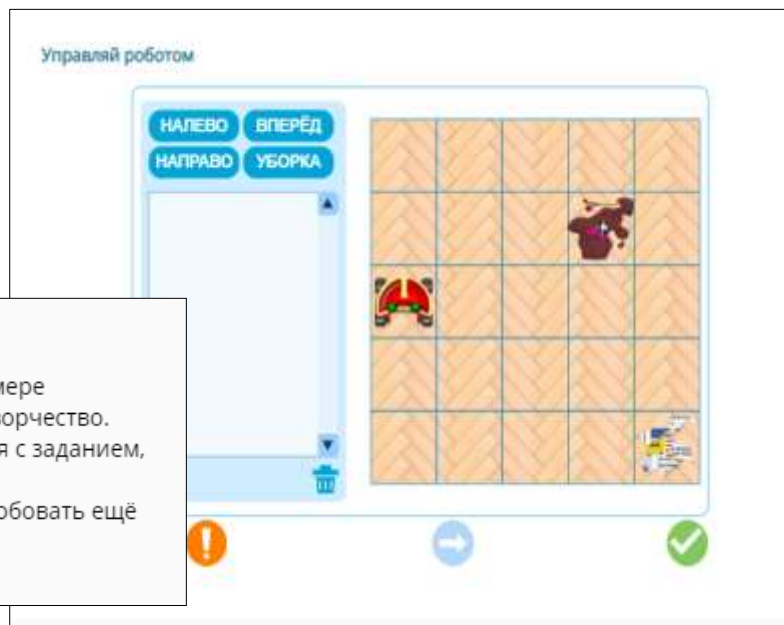 Управляй роботом
НАЛЕВО ВПЕРЁД
НАПРАВО УБОРКА
мере
орчество.
я с заданием,
обовать ещё